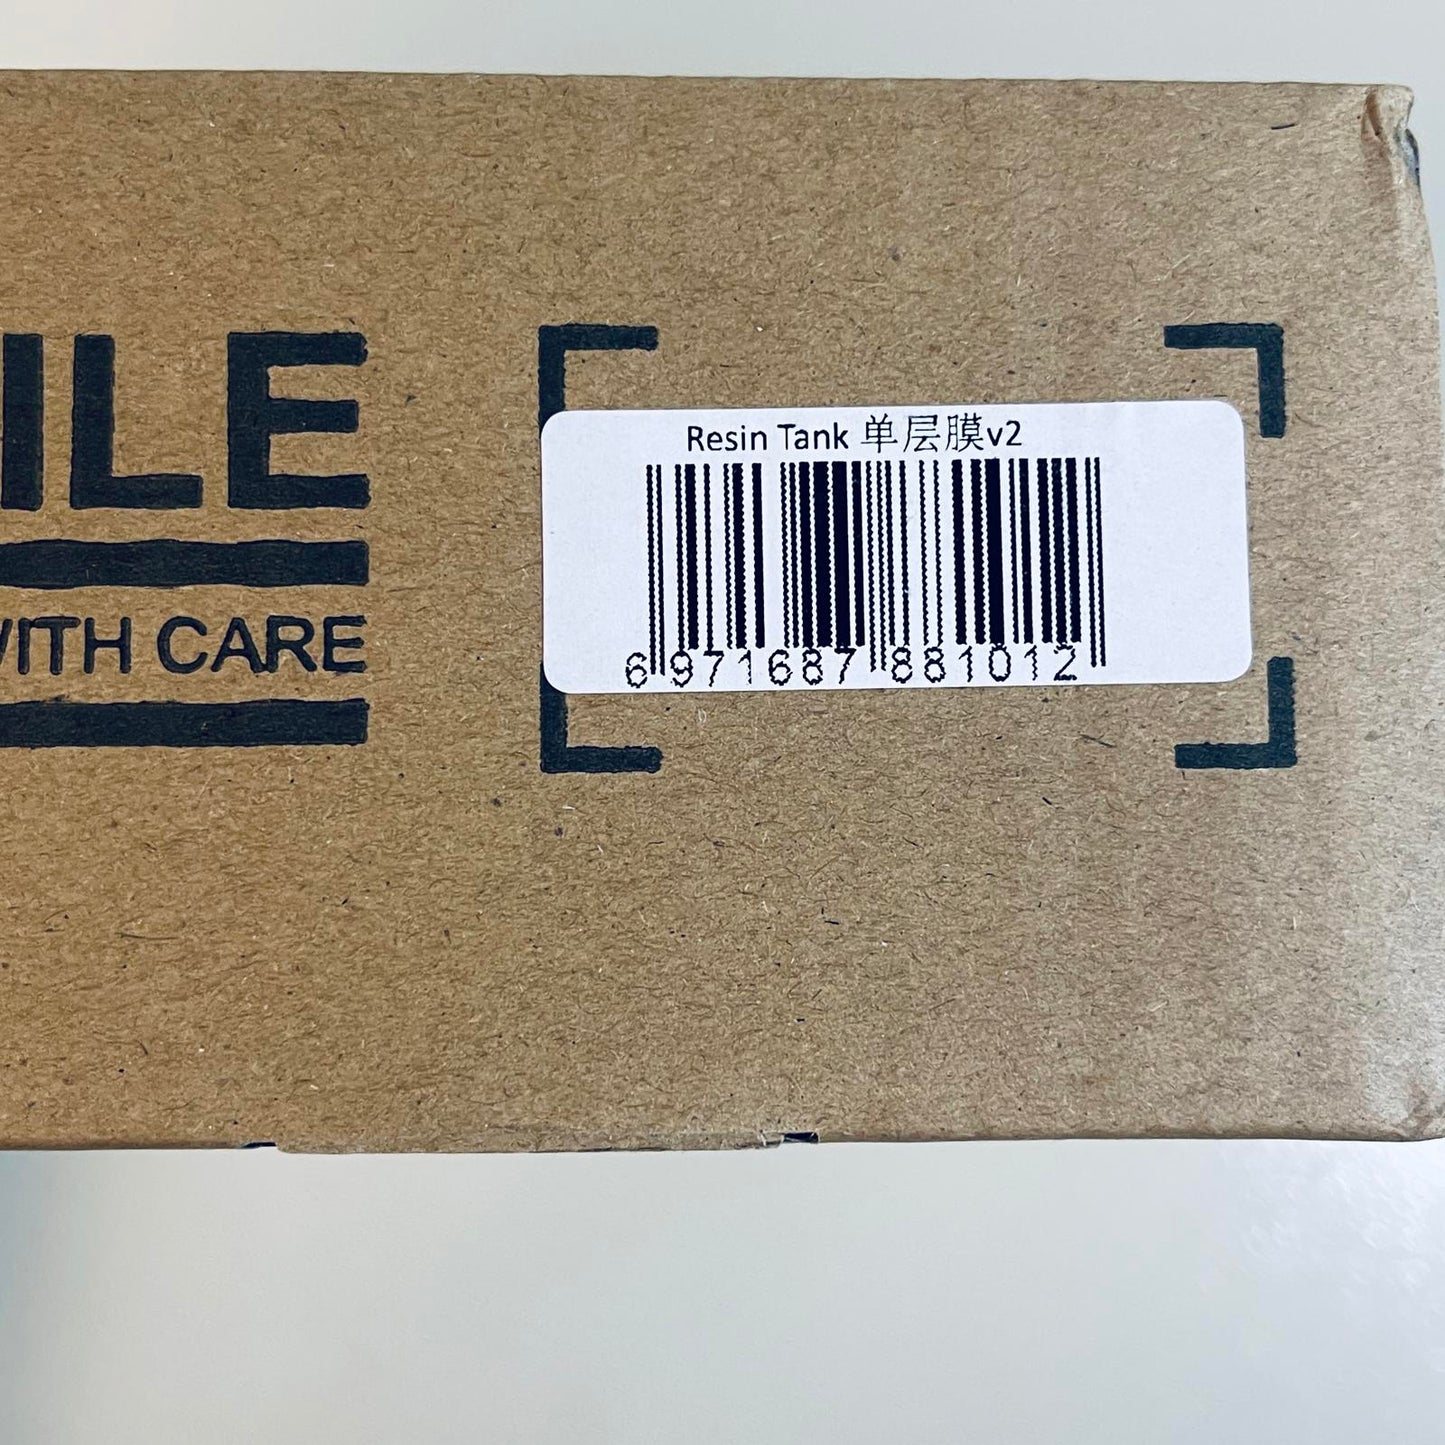 ILE
WITH CARE
Resin Tank 单层膜v2
6 971687 881012